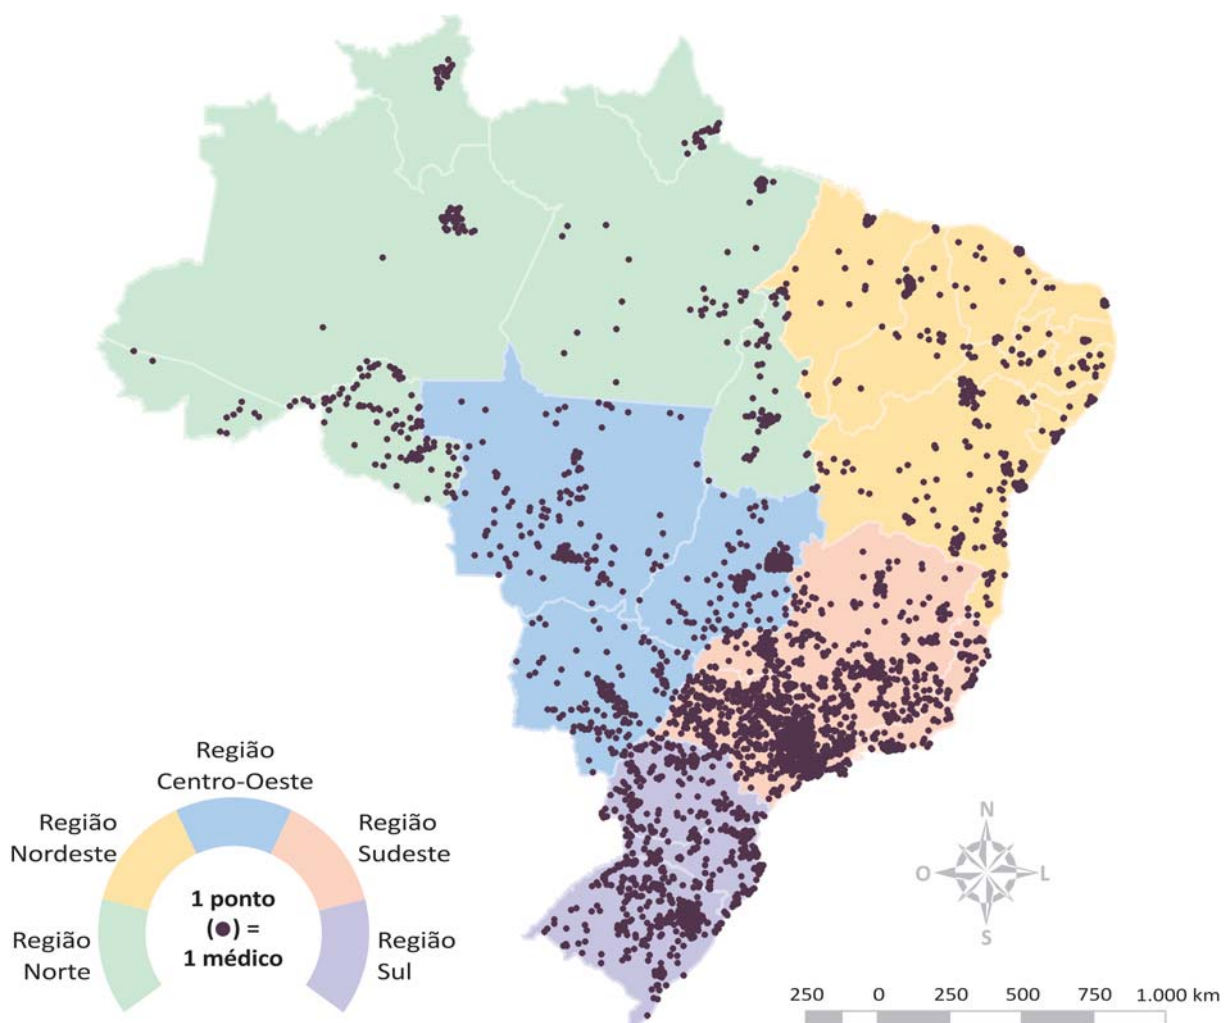 Região
Centro-Oeste
Região
Nordeste
Região
Sudeste
Região
Norte
Região
Sul
1 ponto
(●) =
1 médico
N
O
L
S
250 0 250 500 750 1.000 km